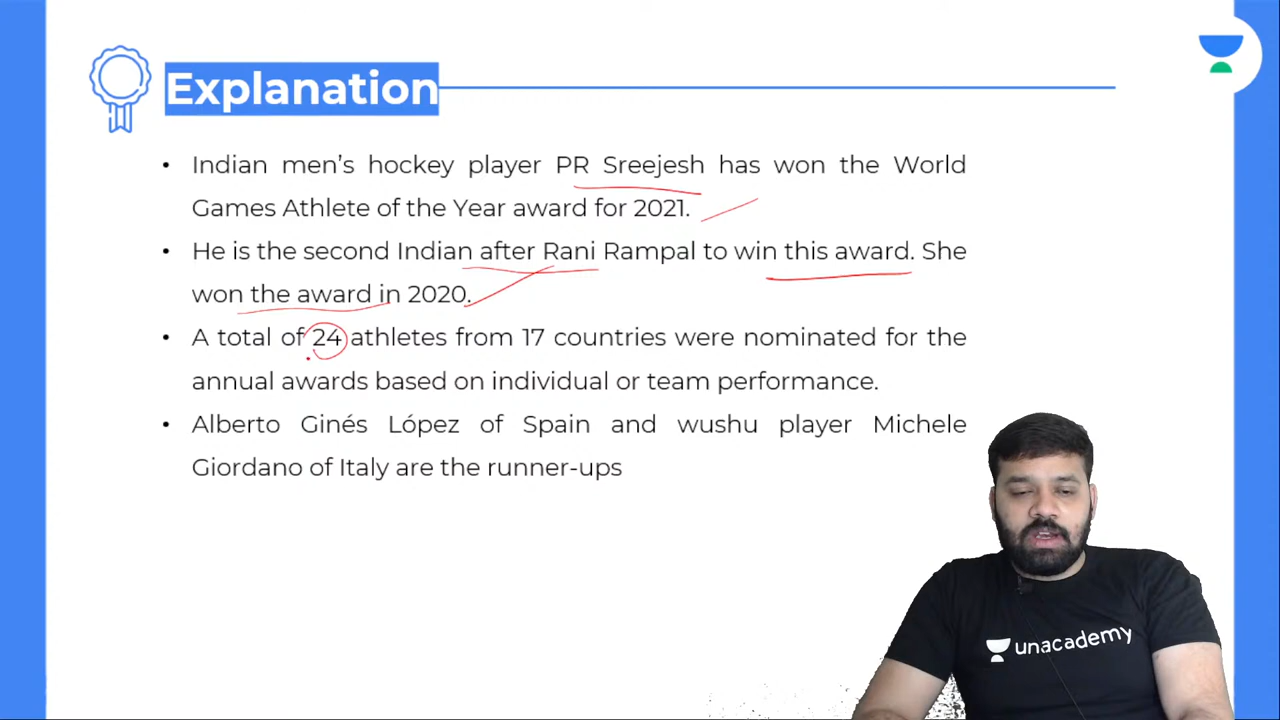 Explanation
• Indian men’s hockey player PR Sreejesh has won the World
Games Athlete of the Year award for 2021.
• He is the second Indian after Rani Rampal to win this award. She
won the award in 2020.
• A total of 24 athletes from 17 countries were nominated for the
annual awards based on individual or team performance.
• Alberto Ginés López of Spain and wushu player Michele
Giordano of Italy are the runner-ups
unacademy